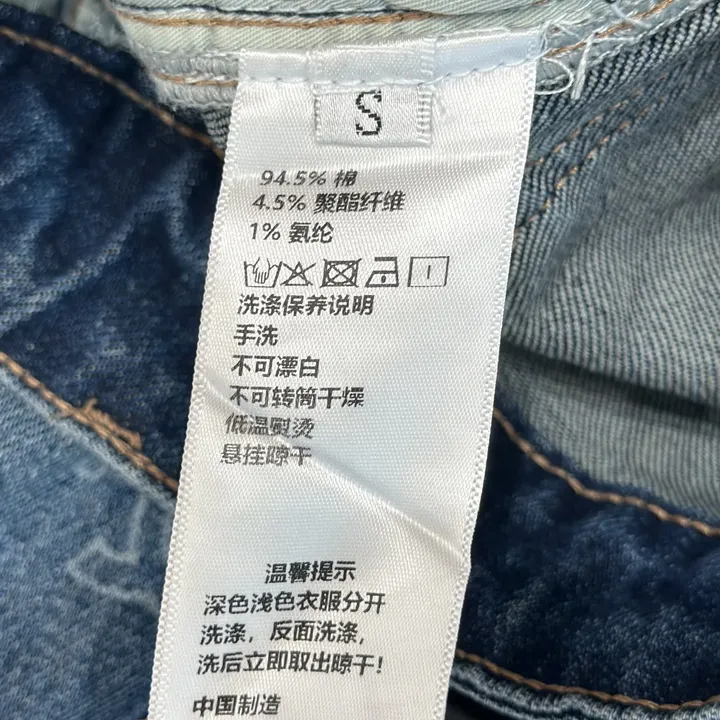 S
94.5% 棉
4.5% 聚酯纤维
1% 氨纶
洗涤保养说明
手洗
不可漂白
不可转筒干燥
低温熨烫
悬挂晾干
温馨提示
深色浅色衣服分开
洗涤，反面洗涤，
洗后立即取出晾干!
中国制造